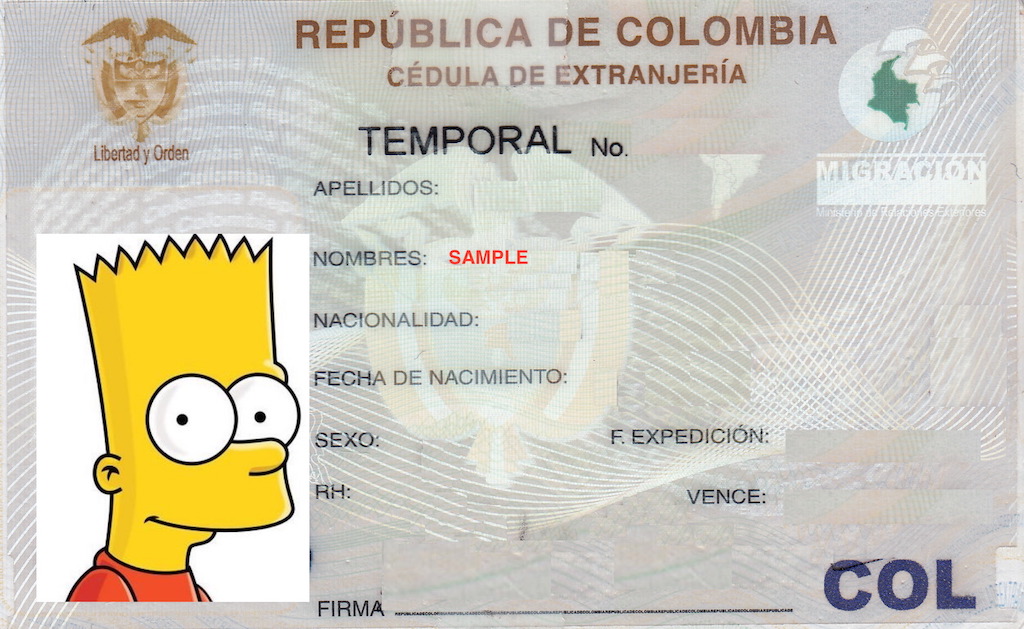 REPÚBLICA DE COLOMBIA
CÉDULA DE EXTRANJERÍA
Libertad y Orden
TEMPORAL No.
MIGRACIÓN
Ministerio de Relaciones Exteriores
APELLIDOS:
NOMBRES: SAMPLE
NACIONALIDAD:
FECHA DE NACIMIENTO:
SEXO: F. EXPEDICIÓN:
RH: VENCE:
COL
FIRMA